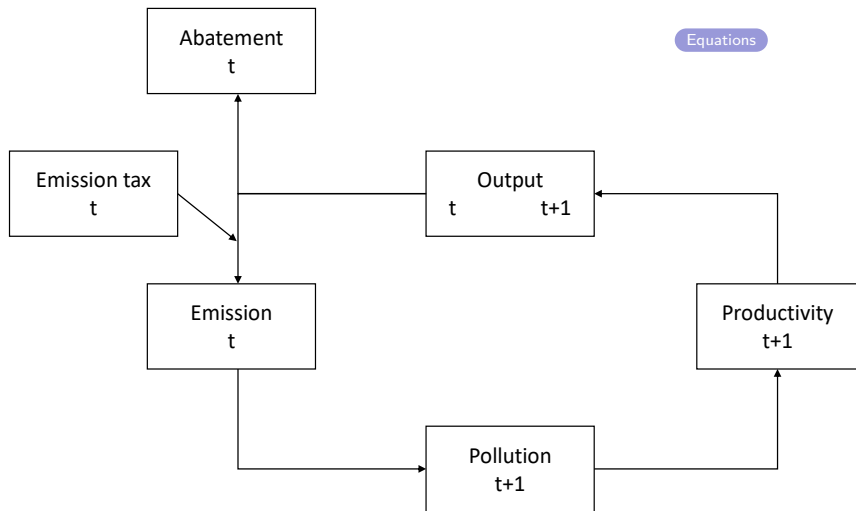 Abatement
t
Equations
Emission tax
t
Output
t t+1
Emission
t
Productivity
t+1
Pollution
t+1